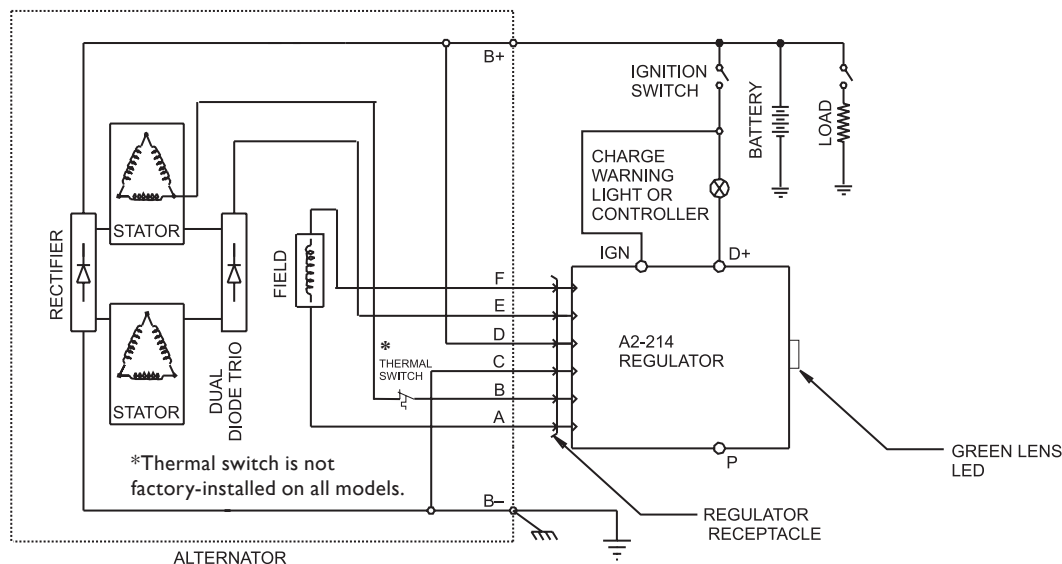 B+
IGNITION
SWITCH
BATTERY
LOAD
CHARGE
WARNING
LIGHT OR
CONTROLLER
STATOR
RECTIFIER
FIELD
IGN
D+
F
E
D
C
B
A
*
THERMAL
SWITCH
A2-214
REGULATOR
STATOR
DUAL
DIODE TRIO
P
GREEN LENS
LED
*Thermal switch is not
factory-installed on all models.
B–
REGULATOR
RECEPTACLE
ALTERNATOR